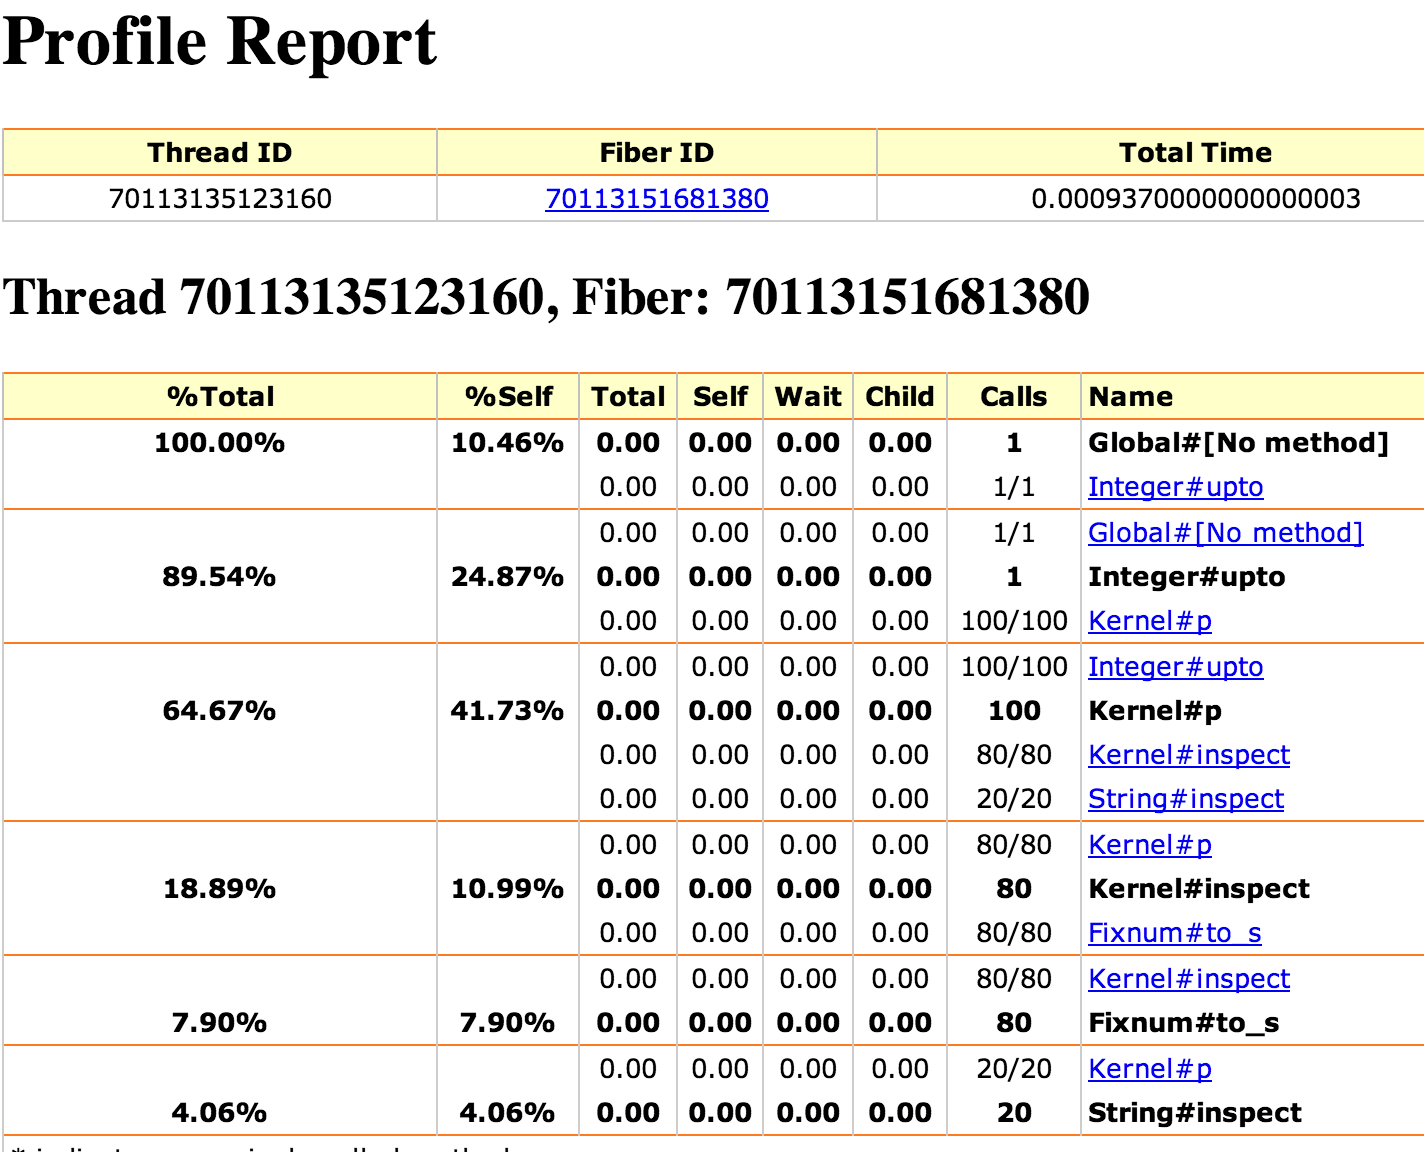 Profile Report
Thread ID Fiber ID Total Time
70113135123160 70113151681380 0.0009370000000000003
Thread 70113135123160, Fiber: 70113151681380
%Total %Self Total Self Wait Child Calls Name
100.00% 10.46% 0.00 0.00 0.00 0.00 1 Global#[No method]
0.00 0.00 0.00 0.00 1/1 Integer#upto
0.00 0.00 0.00 0.00 1/1 Global#[No method]
89.54% 24.87% 0.00 0.00 0.00 0.00 1 Integer#upto
0.00 0.00 0.00 0.00 100/100 Kernel#p
0.00 0.00 0.00 0.00 100/100 Integer#upto
64.67% 41.73% 0.00 0.00 0.00 0.00 100 Kernel#p
0.00 0.00 0.00 0.00 80/80 Kernel#inspect
0.00 0.00 0.00 0.00 20/20 String#inspect
0.00 0.00 0.00 0.00 80/80 Kernel#p
18.89% 10.99% 0.00 0.00 0.00 0.00 80 Kernel#inspect
0.00 0.00 0.00 0.00 80/80 Fixnum#to_s
0.00 0.00 0.00 0.00 80/80 Kernel#inspect
7.90% 7.90% 0.00 0.00 0.00 0.00 80 Fixnum#to_s
0.00 0.00 0.00 0.00 20/20 Kernel#p
4.06% 4.06% 0.00 0.00 0.00 0.00 20 String#inspect